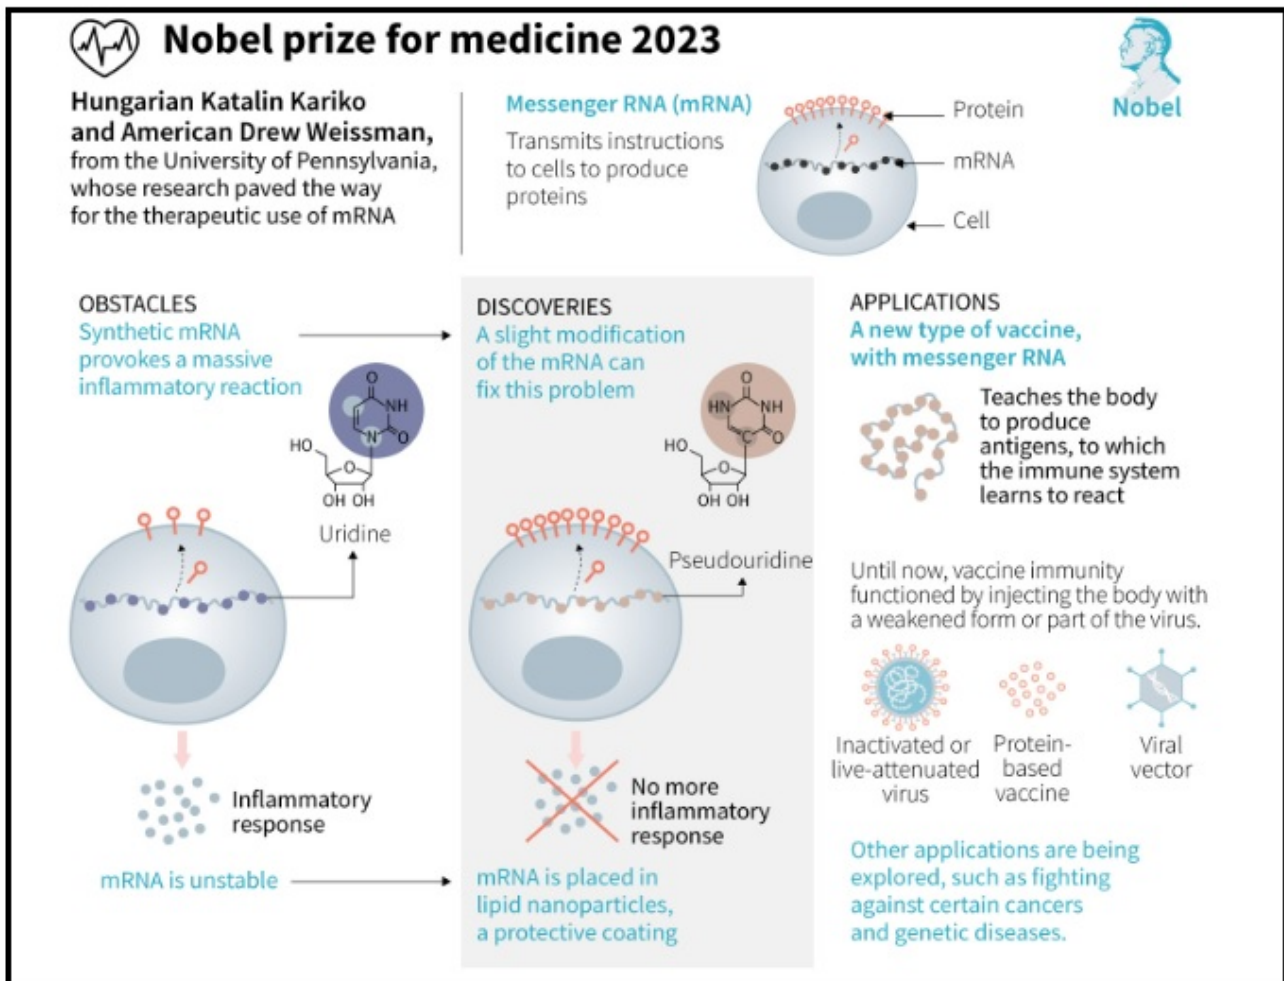 Nobel prize for medicine 2023
Nobel
Hungarian Katalin Kariko
and American Drew Weissman,
from the University of Pennsylvania,
whose research paved the way
for the therapeutic use of mRNA
Messenger RNA (mRNA)
Transmits instructions
to cells to produce
proteins
Protein
mRNA
Cell
OBSTACLES
Synthetic mRNA
provokes a massive
inflammatory reaction
O
NH
N
O
HO
O
OH OH
Uridine
Inflammatory
response
mRNA is unstable
DISCOVERIES
A slight modification
of the mRNA can
fix this problem
O
HN
NH
C
O
HO
O
OH OH
Pseudouridine
No more
inflammatory
response
mRNA is placed in
lipid nanoparticles,
a protective coating
APPLICATIONS
A new type of vaccine,
with messenger RNA
Teaches the body
to produce
antigens, to which
the immune system
learns to react
Until now, vaccine immunity
functioned by injecting the body with
a weakened form or part of the virus.
Inactivated or
live-attenuated
virus
Protein-
based
vaccine
Viral
vector
Other applications are being
explored, such as fighting
against certain cancers
and genetic diseases.